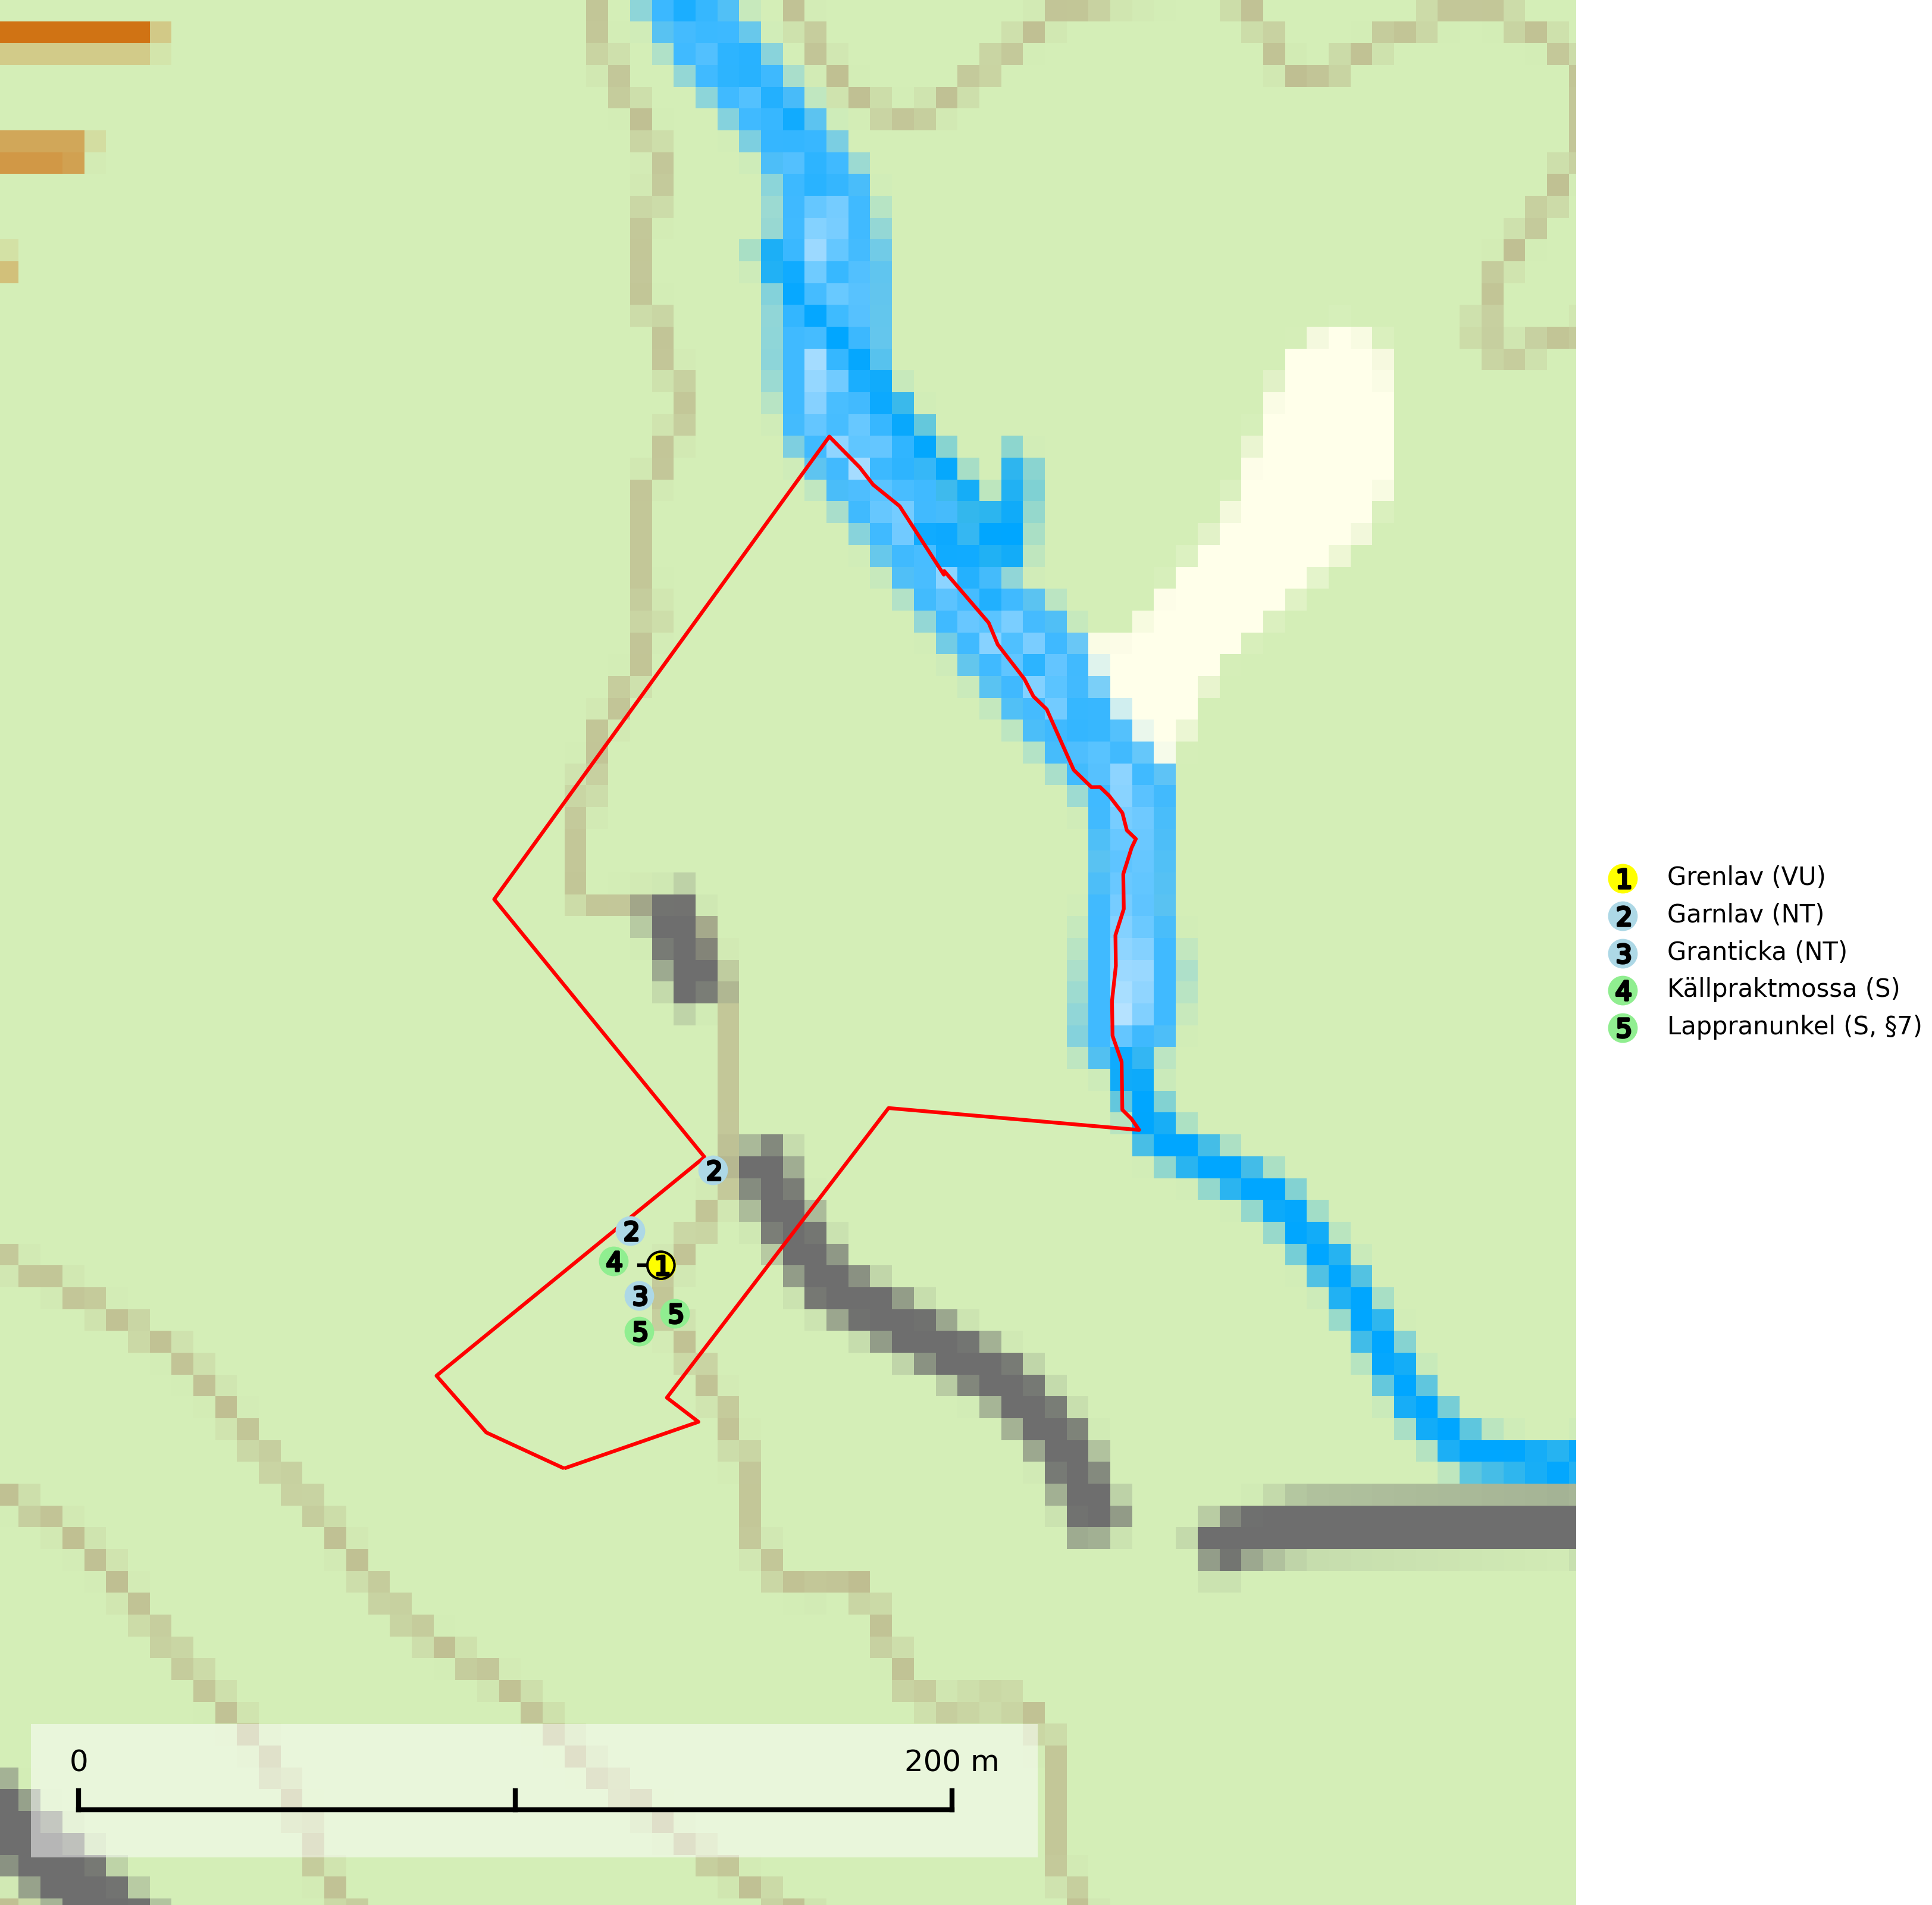 2
2
4
1
3
5
5
0
200 m
1 Grenlav (VU)
2 Garnlav (NT)
3 Granticka (NT)
4 Källpraktmossa (S)
5 Lappranunkel (S, §7)